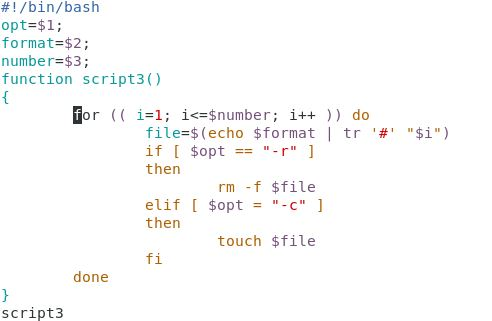 #!/bin/bash
opt=$1;
format=$2;
number=$3;
function script3()
{
for (( i=1; i<=$number; i++ )) do
file=$(echo $format | tr '#' "$i")
if [ $opt == "-r" ]
then
rm -f $file
elif [ $opt = "-c" ]
then
touch $file
fi
done
}
script3